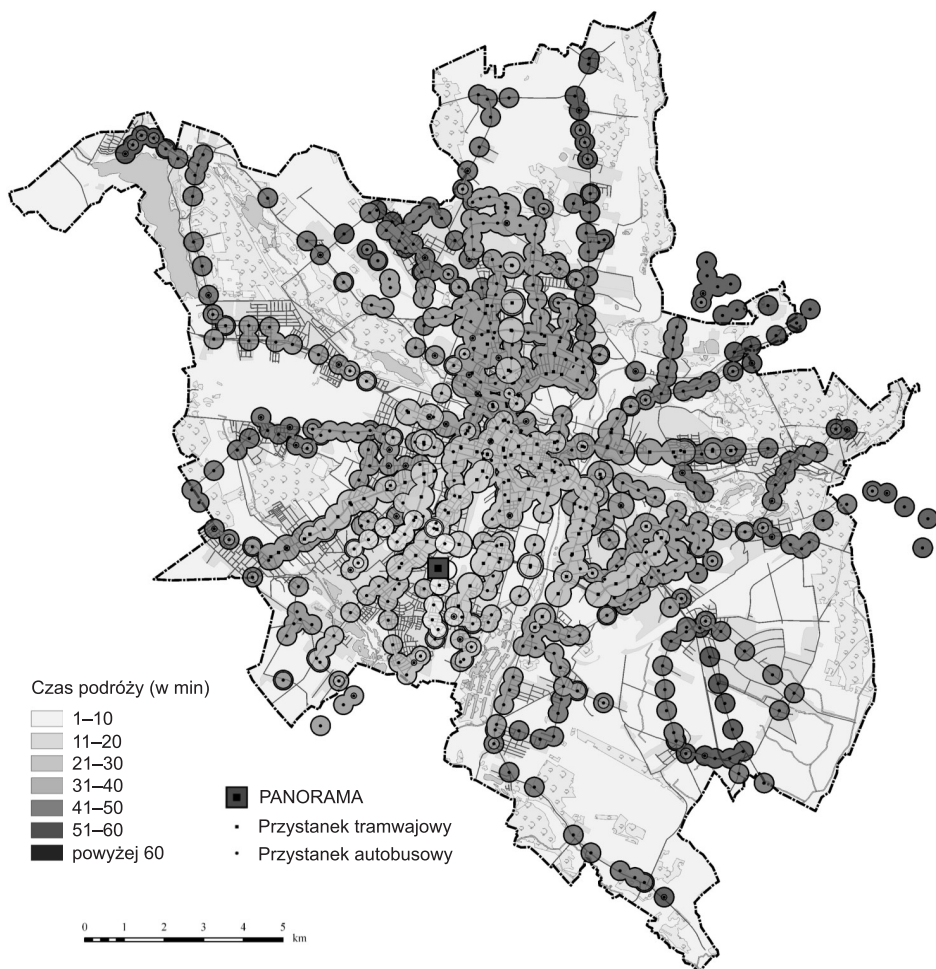 Czas podróży (w min)
1–10
11–20
21–30
31–40
41–50
51–60
powyżej 60
PANORAMA
Przystanek tramwajowy
Przystanek autobusowy
0 1 2 3 4 5
km